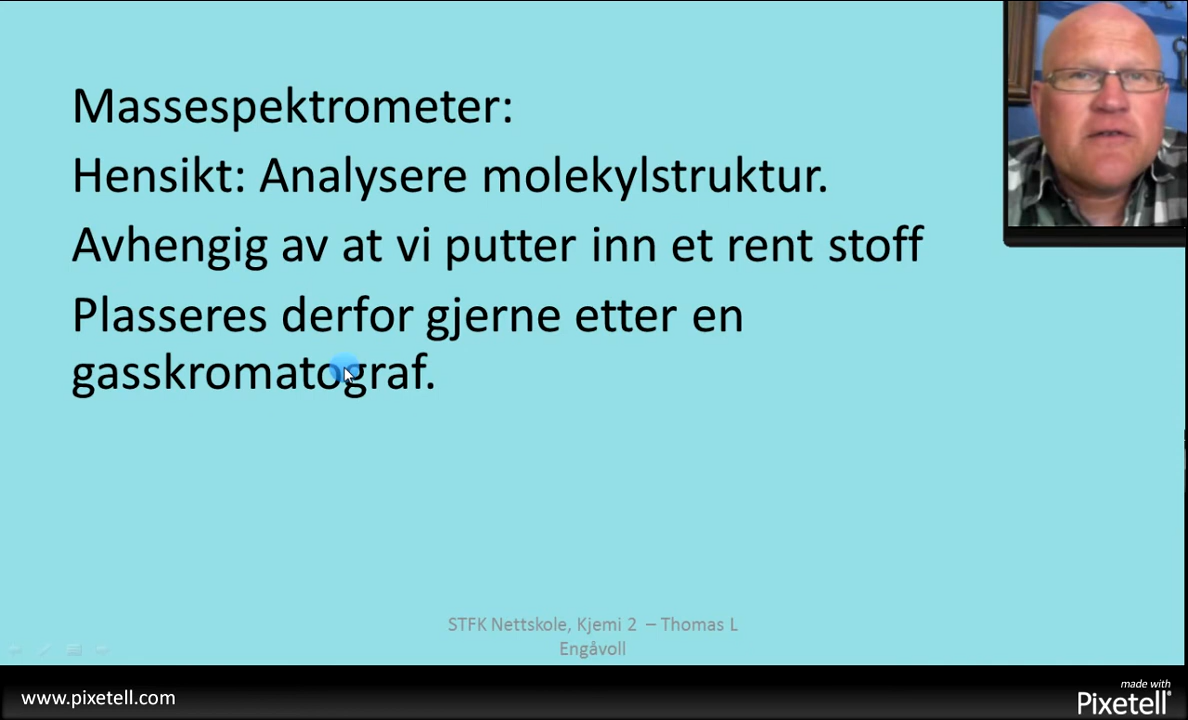 Massespektrometer:
Hensikt: Analysere molekylstruktur.
Avhengig av at vi putter inn et rent stoff
Plasseres derfor gjerne etter en
gasskromatograf.
STFK Nettskole, Kjemi 2 – Thomas L
Engåvoll
www.pixetell.com
made with
Pixetell®